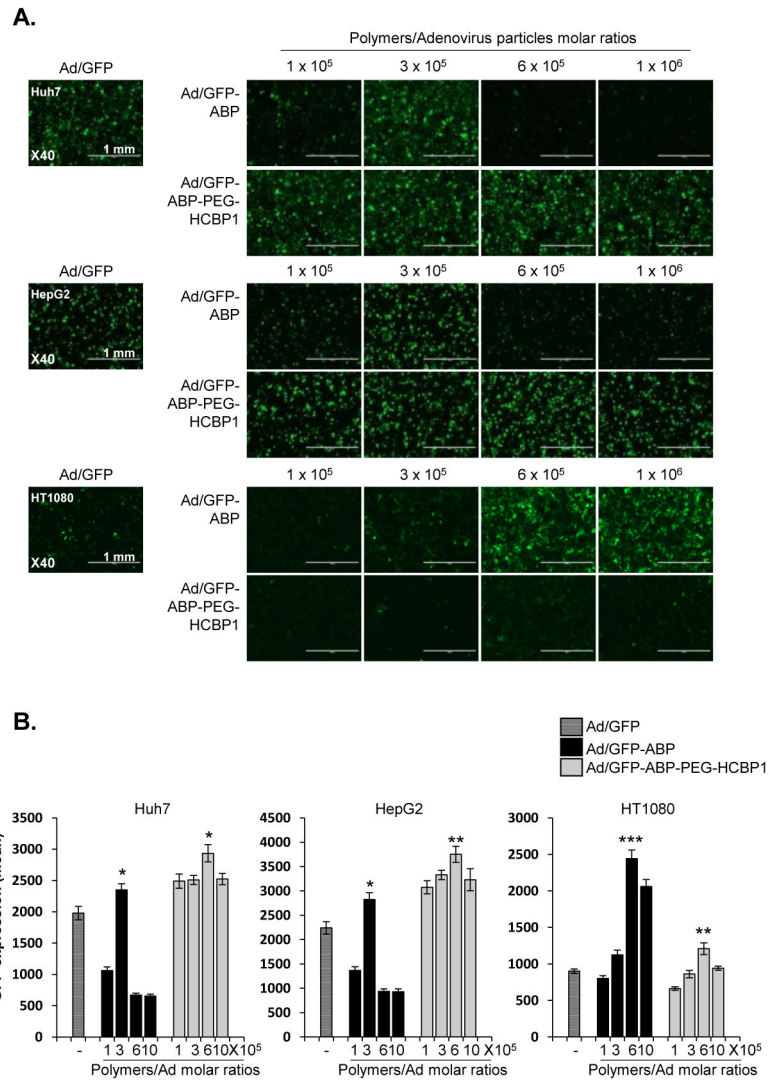 A.
Polymers/Adenovirus particles molar ratios
Ad/GFP
1 x 10⁵ 3 x 10⁵ 6 x 10⁵ 1 x 10⁶
Huh7
1 mm
X40
Ad/GFP-
ABP
Ad/GFP-
ABP-PEG-
HCBP1
Ad/GFP
1 x 10⁵ 3 x 10⁵ 6 x 10⁵ 1 x 10⁶
HepG2
1 mm
X40
Ad/GFP-
ABP
Ad/GFP-
ABP-PEG-
HCBP1
Ad/GFP
1 x 10⁵ 3 x 10⁵ 6 x 10⁵ 1 x 10⁶
HT1080
1 mm
X40
Ad/GFP-
ABP
Ad/GFP-
ABP-PEG-
HCBP1
B.
Ad/GFP
Ad/GFP-ABP
Ad/GFP-ABP-PEG-HCBP1
Huh7
3500
3000
2500
2000
1500
1000
500
0
*
*
- 1 3 6 10 1 3 6 10 X10⁵
Polymers/Ad molar ratios
HepG2
4500
4000
3500
3000
2500
2000
1500
1000
500
0
*
**
- 1 3 6 10 1 3 6 10 X10⁵
Polymers/Ad molar ratios
HT1080
3000
2500
2000
1500
1000
500
0
***
**
- 1 3 6 10 1 3 6 10 X10⁵
Polymers/Ad molar ratios